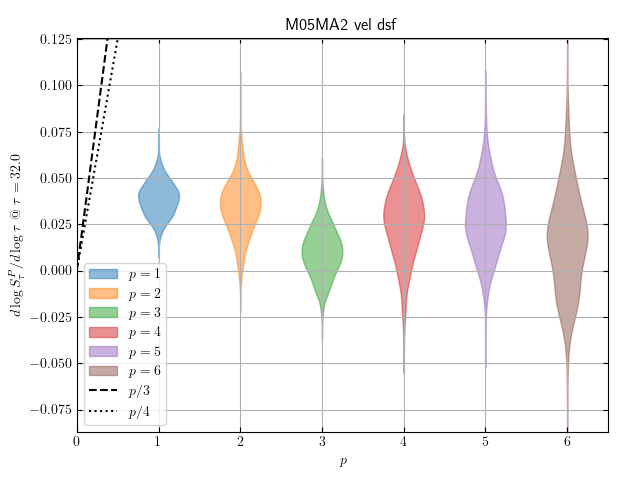 M05MA2 vel dsf
d log S_τ^p / d log τ @ τ = 32.0
0.125
0.100
0.075
0.050
0.025
0.000
−0.025
−0.050
−0.075
p = 1
p = 2
p = 3
p = 4
p = 5
p = 6
p/3
p/4
0 1 2 3 4 5 6
p